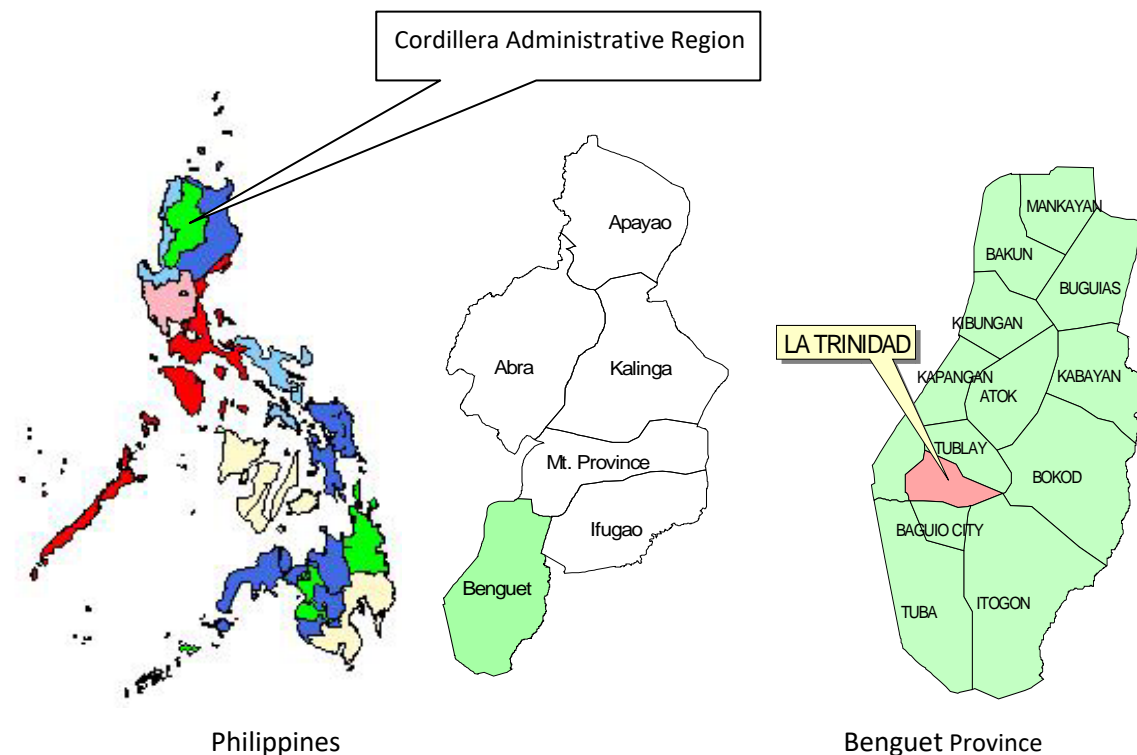 Cordillera Administrative Region
Apayao
Abra
Kalinga
Mt. Province
Ifugao
Benguet
MANKAYAN
BAKUN
BUGUIAS
KIBUNGAN
LA TRINIDAD
KAPANGAN
KABAYAN
ATOK
TUBLAY
BOKOD
BAGUIO CITY
TUBA
ITOGON
Philippines
Benguet Province